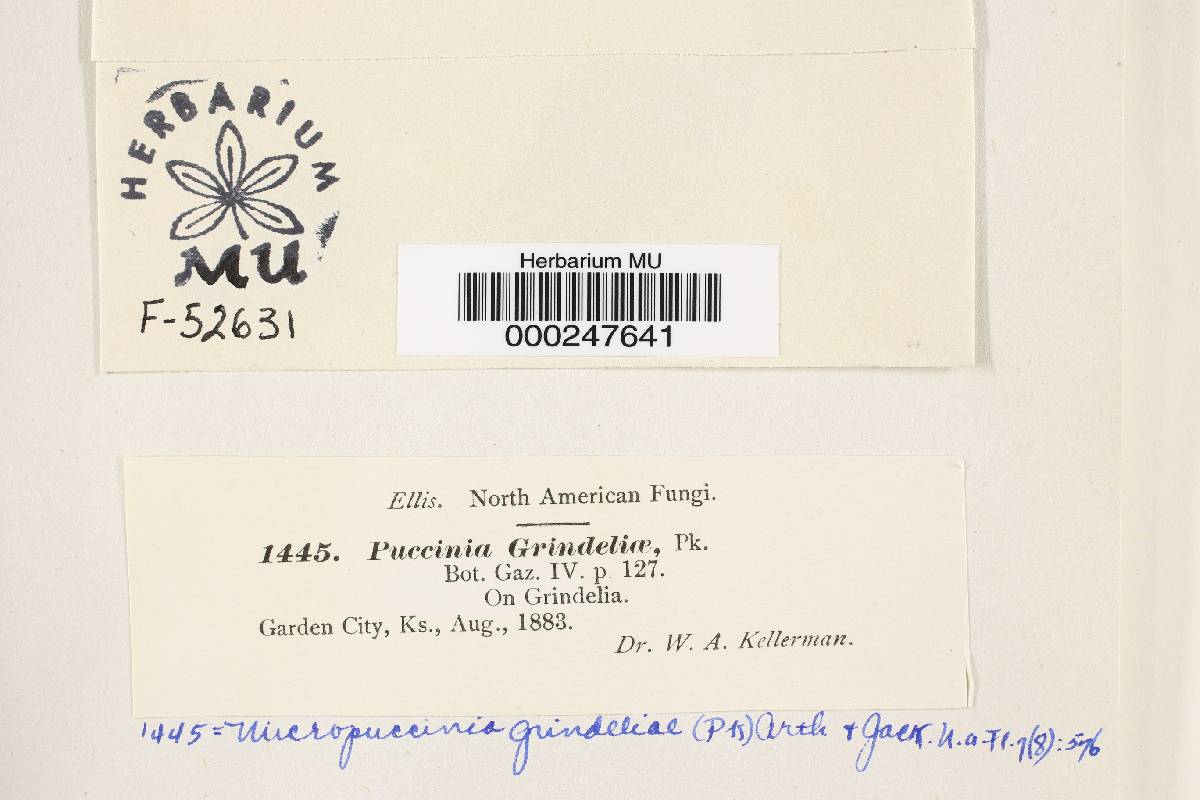 HERBARIUM
MU
F-52631
Herbarium MU
000247641
Ellis. North American Fungi.
1445. Puccinia Grindeliæ, Pk.
Bot. Gaz. IV. p 127.
On Grindelia.
Garden City, Ks., Aug., 1883.
Dr. W. A. Kellerman.
1445 = Micropuccinia grindeliae (Pk) Arth & Jack. N.a.Fl. 7(8): 576